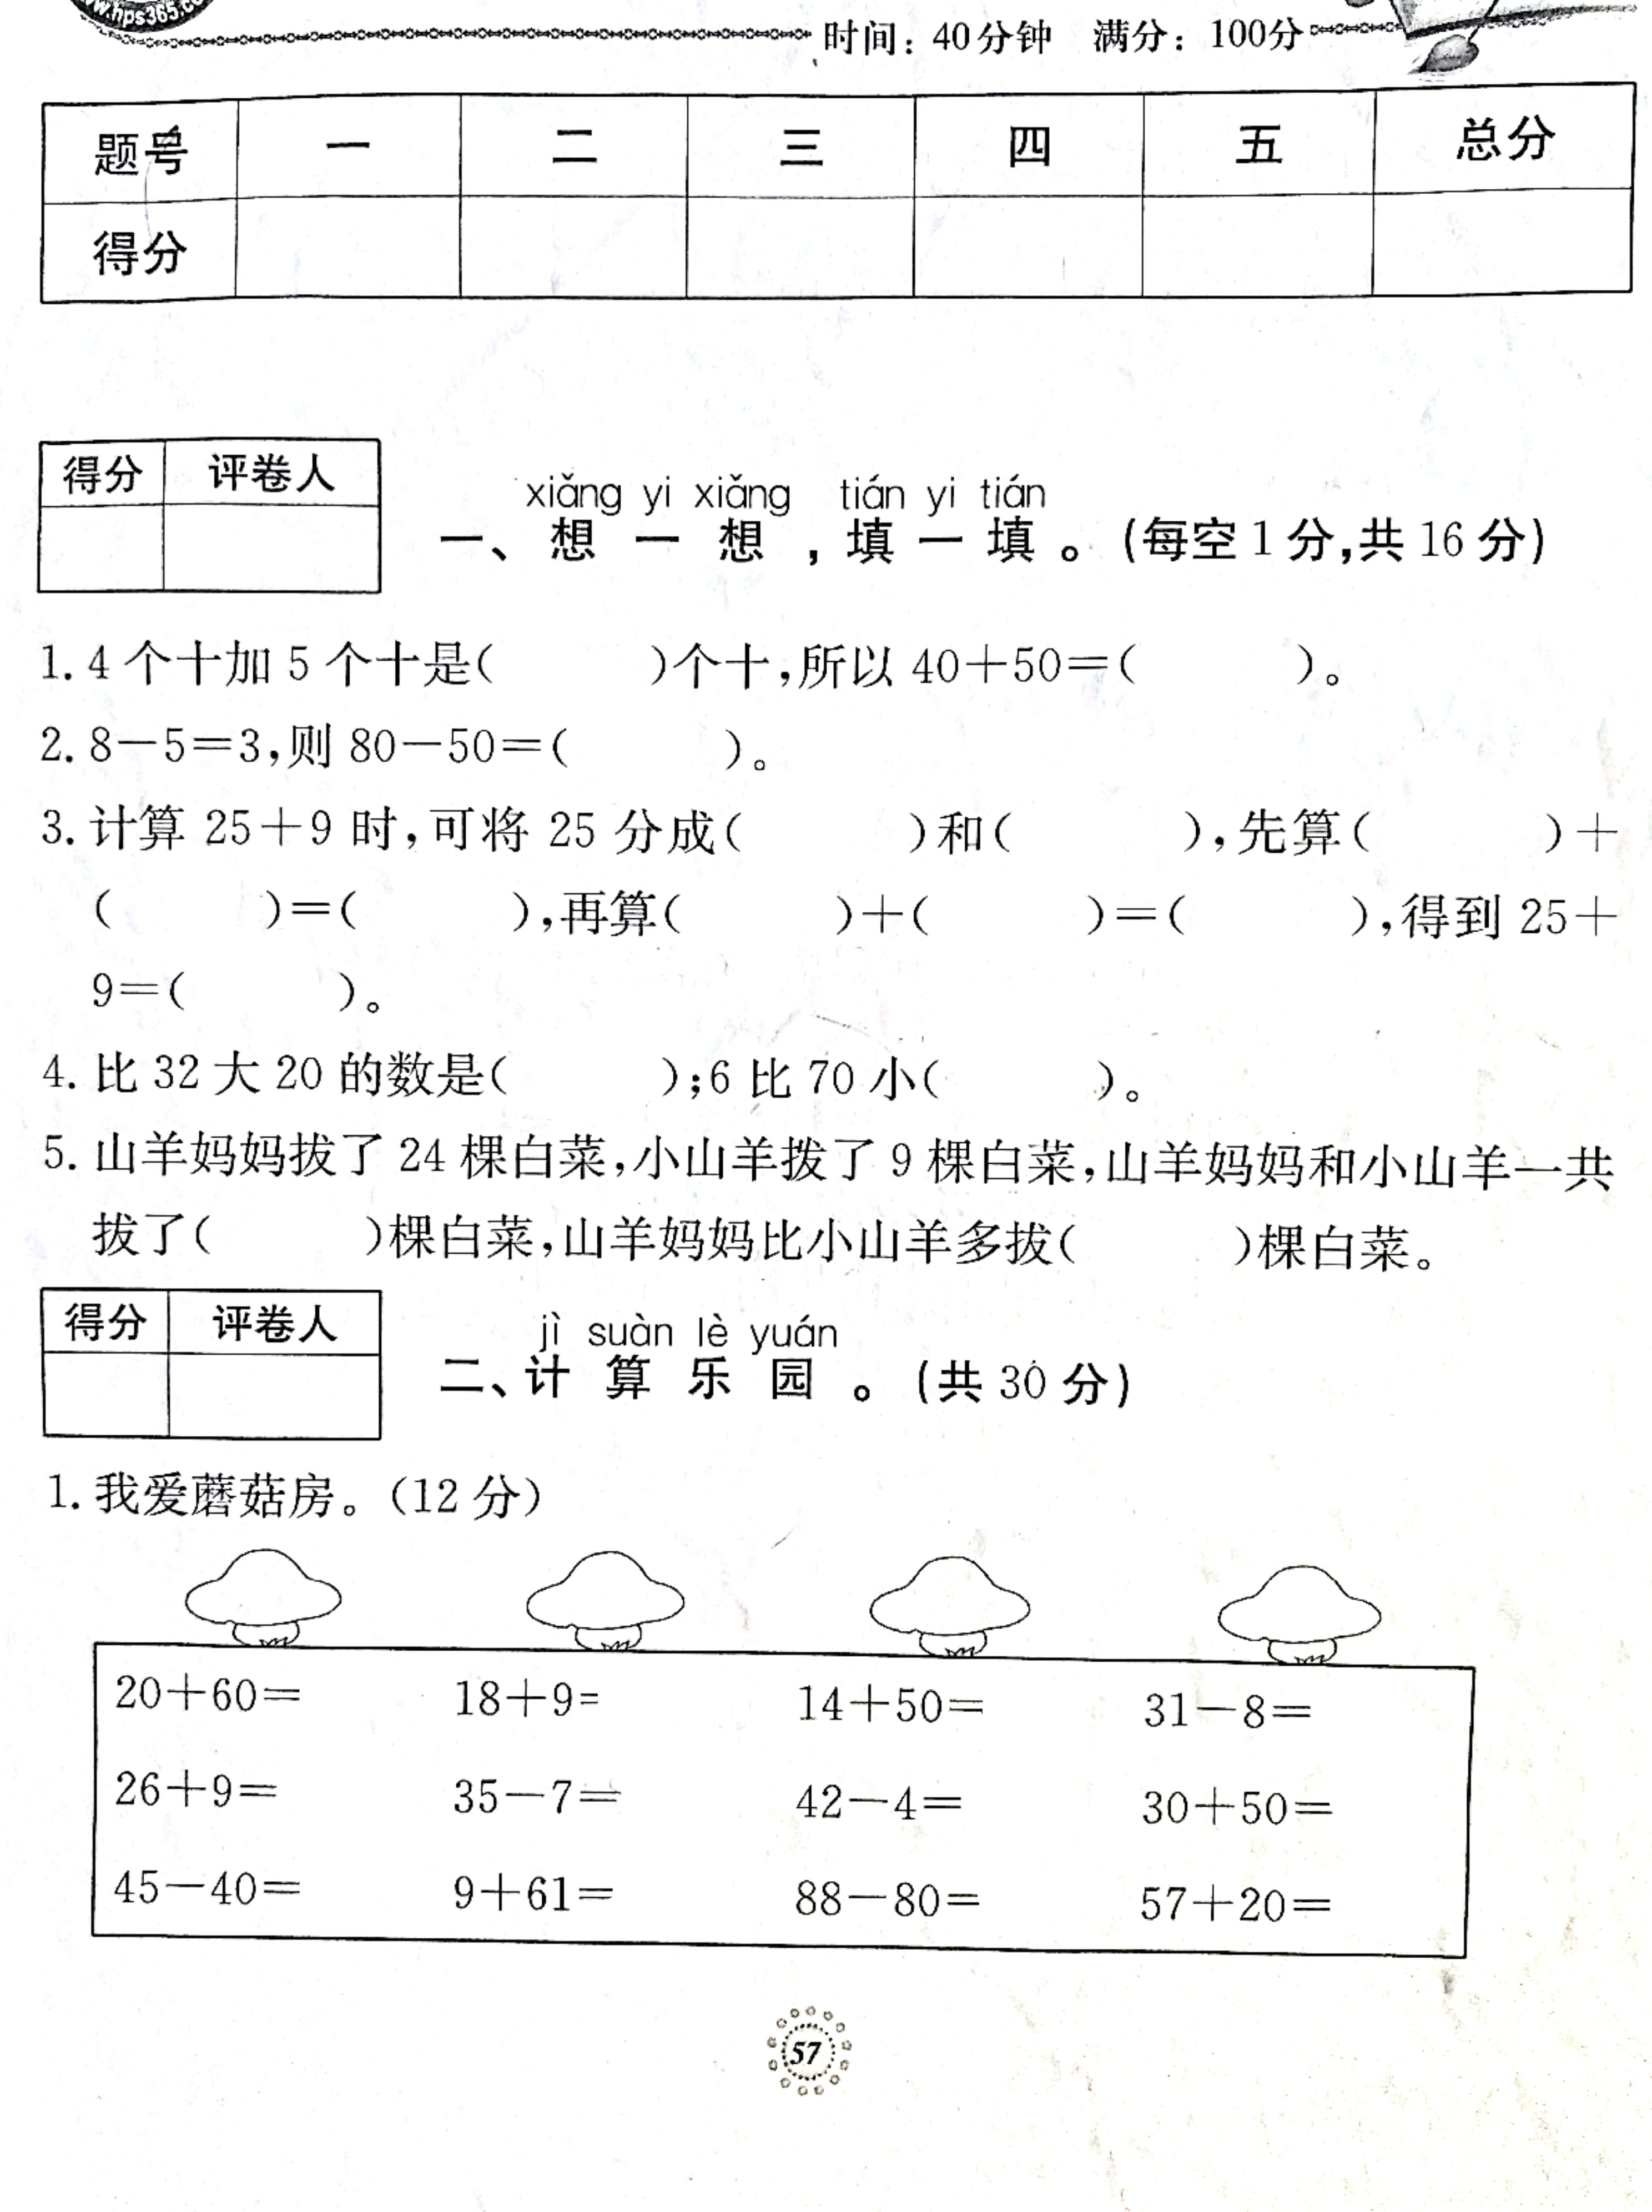 www.hps365.co
时间：40分钟 满分：100分
题号 一 二 三 四 五 总分
得分
得分 评卷人
xiǎng yi xiǎng tián yi tián
一、想一想，填一填。(每空1分,共16分)
1. 4个十加5个十是(　　)个十,所以40+50=(　　)。
2. 8-5=3,则80-50=(　　)。
3. 计算25+9时,可将25分成(　　)和(　　),先算(　　)+
(　　)=(　　),再算(　　)+(　　)=(　　),得到25+
9=(　　)。
4. 比32大20的数是(　　);6比70小(　　)。
5. 山羊妈妈拔了24棵白菜,小山羊拨了9棵白菜,山羊妈妈和小山羊一共
拔了(　　)棵白菜,山羊妈妈比小山羊多拔(　　)棵白菜。
得分 评卷人
jì suàn lè yuán
二、计算乐园。(共30分)
1. 我爱蘑菇房。(12分)
20+60= 18+9= 14+50= 31-8=
26+9= 35-7= 42-4= 30+50=
45-40= 9+61= 88-80= 57+20=
57